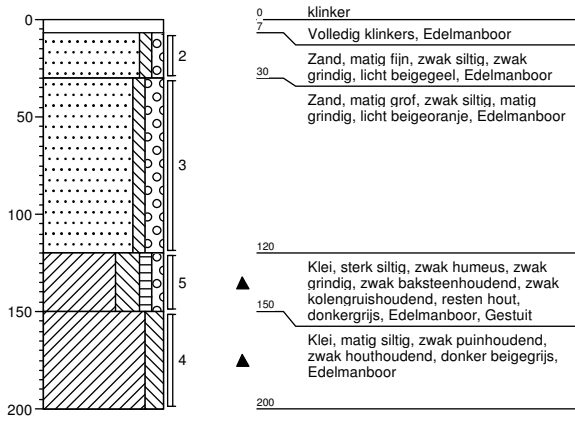 0
50
100
150
200
2
3
5
4
0
klinker
7
Volledig klinkers, Edelmanboor
Zand, matig fijn, zwak siltig, zwak
grindig, licht beigegeel, Edelmanboor
30
Zand, matig grof, zwak siltig, matig
grindig, licht beigeoranje, Edelmanboor
120
Klei, sterk siltig, zwak humeus, zwak
grindig, zwak baksteenhoudend, zwak
kolengruishoudend, resten hout,
donkergrijs, Edelmanboor, Gestuit
150
Klei, matig siltig, zwak puinhoudend,
zwak houthoudend, donker beigegrijs,
Edelmanboor
200